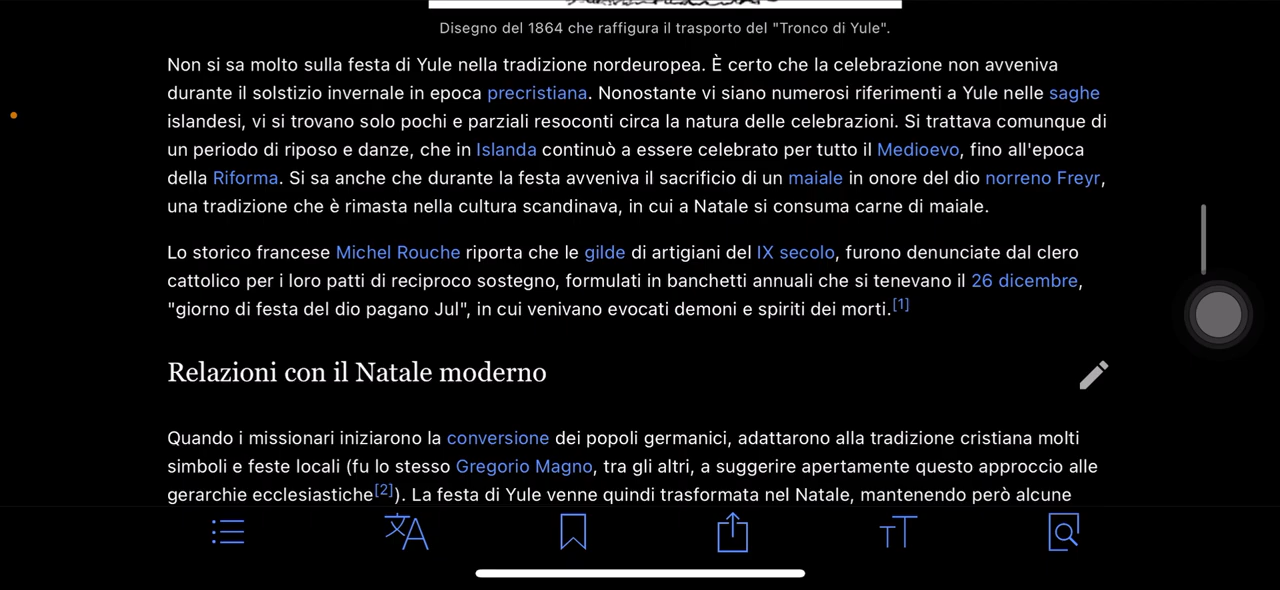 Disegno del 1864 che raffigura il trasporto del "Tronco di Yule".
Non si sa molto sulla festa di Yule nella tradizione nordeuropea. È certo che la celebrazione non avveniva
durante il solstizio invernale in epoca precristiana. Nonostante vi siano numerosi riferimenti a Yule nelle saghe
islandesi, vi si trovano solo pochi e parziali resoconti circa la natura delle celebrazioni. Si trattava comunque di
un periodo di riposo e danze, che in Islanda continuò a essere celebrato per tutto il Medioevo, fino all'epoca
della Riforma. Si sa anche che durante la festa avveniva il sacrificio di un maiale in onore del dio norreno Freyr,
una tradizione che è rimasta nella cultura scandinava, in cui a Natale si consuma carne di maiale.
Lo storico francese Michel Rouche riporta che le gilde di artigiani del IX secolo, furono denunciate dal clero
cattolico per i loro patti di reciproco sostegno, formulati in banchetti annuali che si tenevano il 26 dicembre,
"giorno di festa del dio pagano Jul", in cui venivano evocati demoni e spiriti dei morti.[1]
Relazioni con il Natale moderno
Quando i missionari iniziarono la conversione dei popoli germanici, adattarono alla tradizione cristiana molti
simboli e feste locali (fu lo stesso Gregorio Magno, tra gli altri, a suggerire apertamente questo approccio alle
gerarchie ecclesiastiche[2]). La festa di Yule venne quindi trasformata nel Natale, mantenendo però alcune